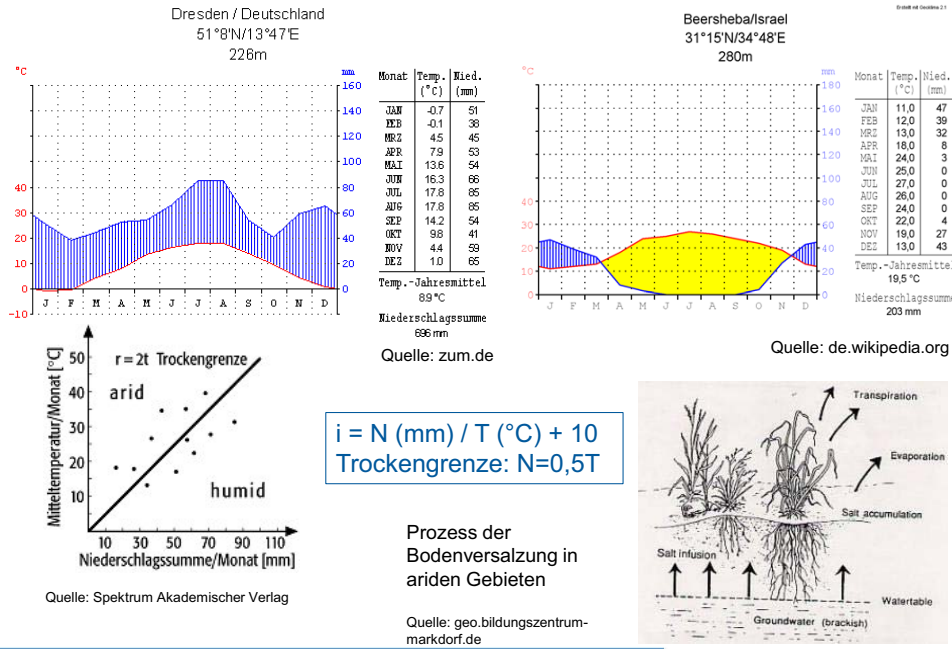 Dresden / Deutschland
51°8'N/13°47'E
226m
°C
mm
160
140
120
100
80
60
40
20
0
40
30
20
10
0
-10
J F M A M J J A S O N D
Monat Temp. Nied.
(°C) (mm)
JAN -0.7 51
FEB -0.1 38
MRZ 4.5 45
APR 7.9 53
MAI 13.6 54
JUN 16.3 66
JUL 17.8 85
AUG 17.8 85
SEP 14.2 54
OKT 9.8 41
NOV 4.4 59
DEZ 1.0 65
Temp.-Jahresmittel
8.9 °C
Niederschlagssumme
696 mm
Quelle: zum.de
Erstellt mit Geoklima 2.1
Beersheba/Israel
31°15'N/34°48'E
280m
°C
mm
180
160
140
120
100
80
60
40
20
0
40
30
20
10
0
J F M A M J J A S O N D
Monat Temp. Nied.
(°C) (mm)
JAN 11,0 47
FEB 12,0 39
MRZ 13,0 32
APR 18,0 8
MAI 24,0 3
JUN 25,0 0
JUL 27,0 0
AUG 26,0 0
SEP 24,0 0
OKT 22,0 4
NOV 19,0 27
DEZ 13,0 43
Temp.-Jahresmittel
19,5 °C
Niederschlagssumme
203 mm
Quelle: de.wikipedia.org
Mitteltemperatur/Monat [°C]
50
40
30
20
10
r = 2t Trockengrenze
arid
humid
10 30 50 70 90 110
Niederschlagssumme/Monat [mm]
Quelle: Spektrum Akademischer Verlag
i = N (mm) / T (°C) + 10
Trockengrenze: N=0,5T
Prozess der
Bodenversalzung in
ariden Gebieten
Quelle: geo.bildungszentrum-
markdorf.de
Transpiration
Evaporation
Salt accumulation
Salt infusion
Watertable
Groundwater (brackish)